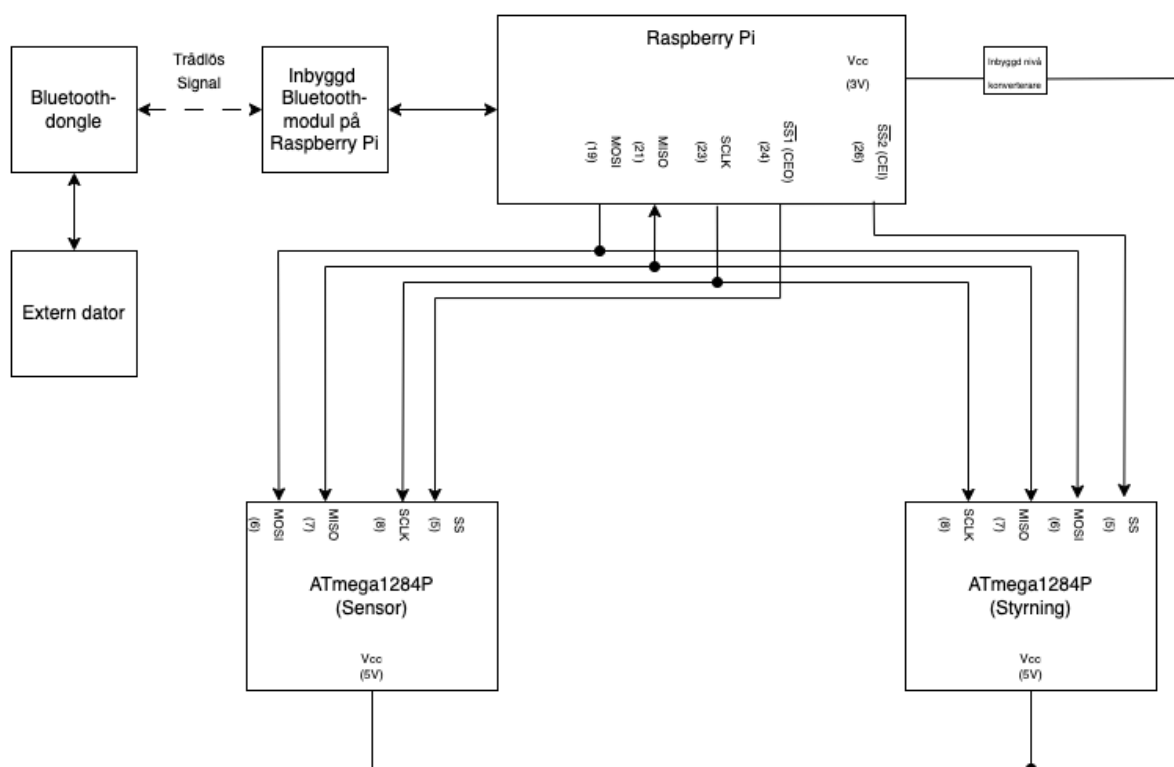 Raspberry Pi
Vcc
(3V)
Inbyggd nivå
konverterare
Trådlös
Signal
Bluetooth-
dongle
Inbyggd
Bluetooth-
modul på
Raspberry Pi
MOSI
(19)
MISO
(21)
SCLK
(23)
SS1 (CEO)
(24)
SS2 (CEI)
(26)
Extern dator
MOSI
(6)
MISO
(7)
SCLK
(8)
SS
(5)
ATmega1284P
(Sensor)
Vcc
(5V)
SCLK
(8)
MISO
(7)
MOSI
(6)
SS
(5)
ATmega1284P
(Styrning)
Vcc
(5V)